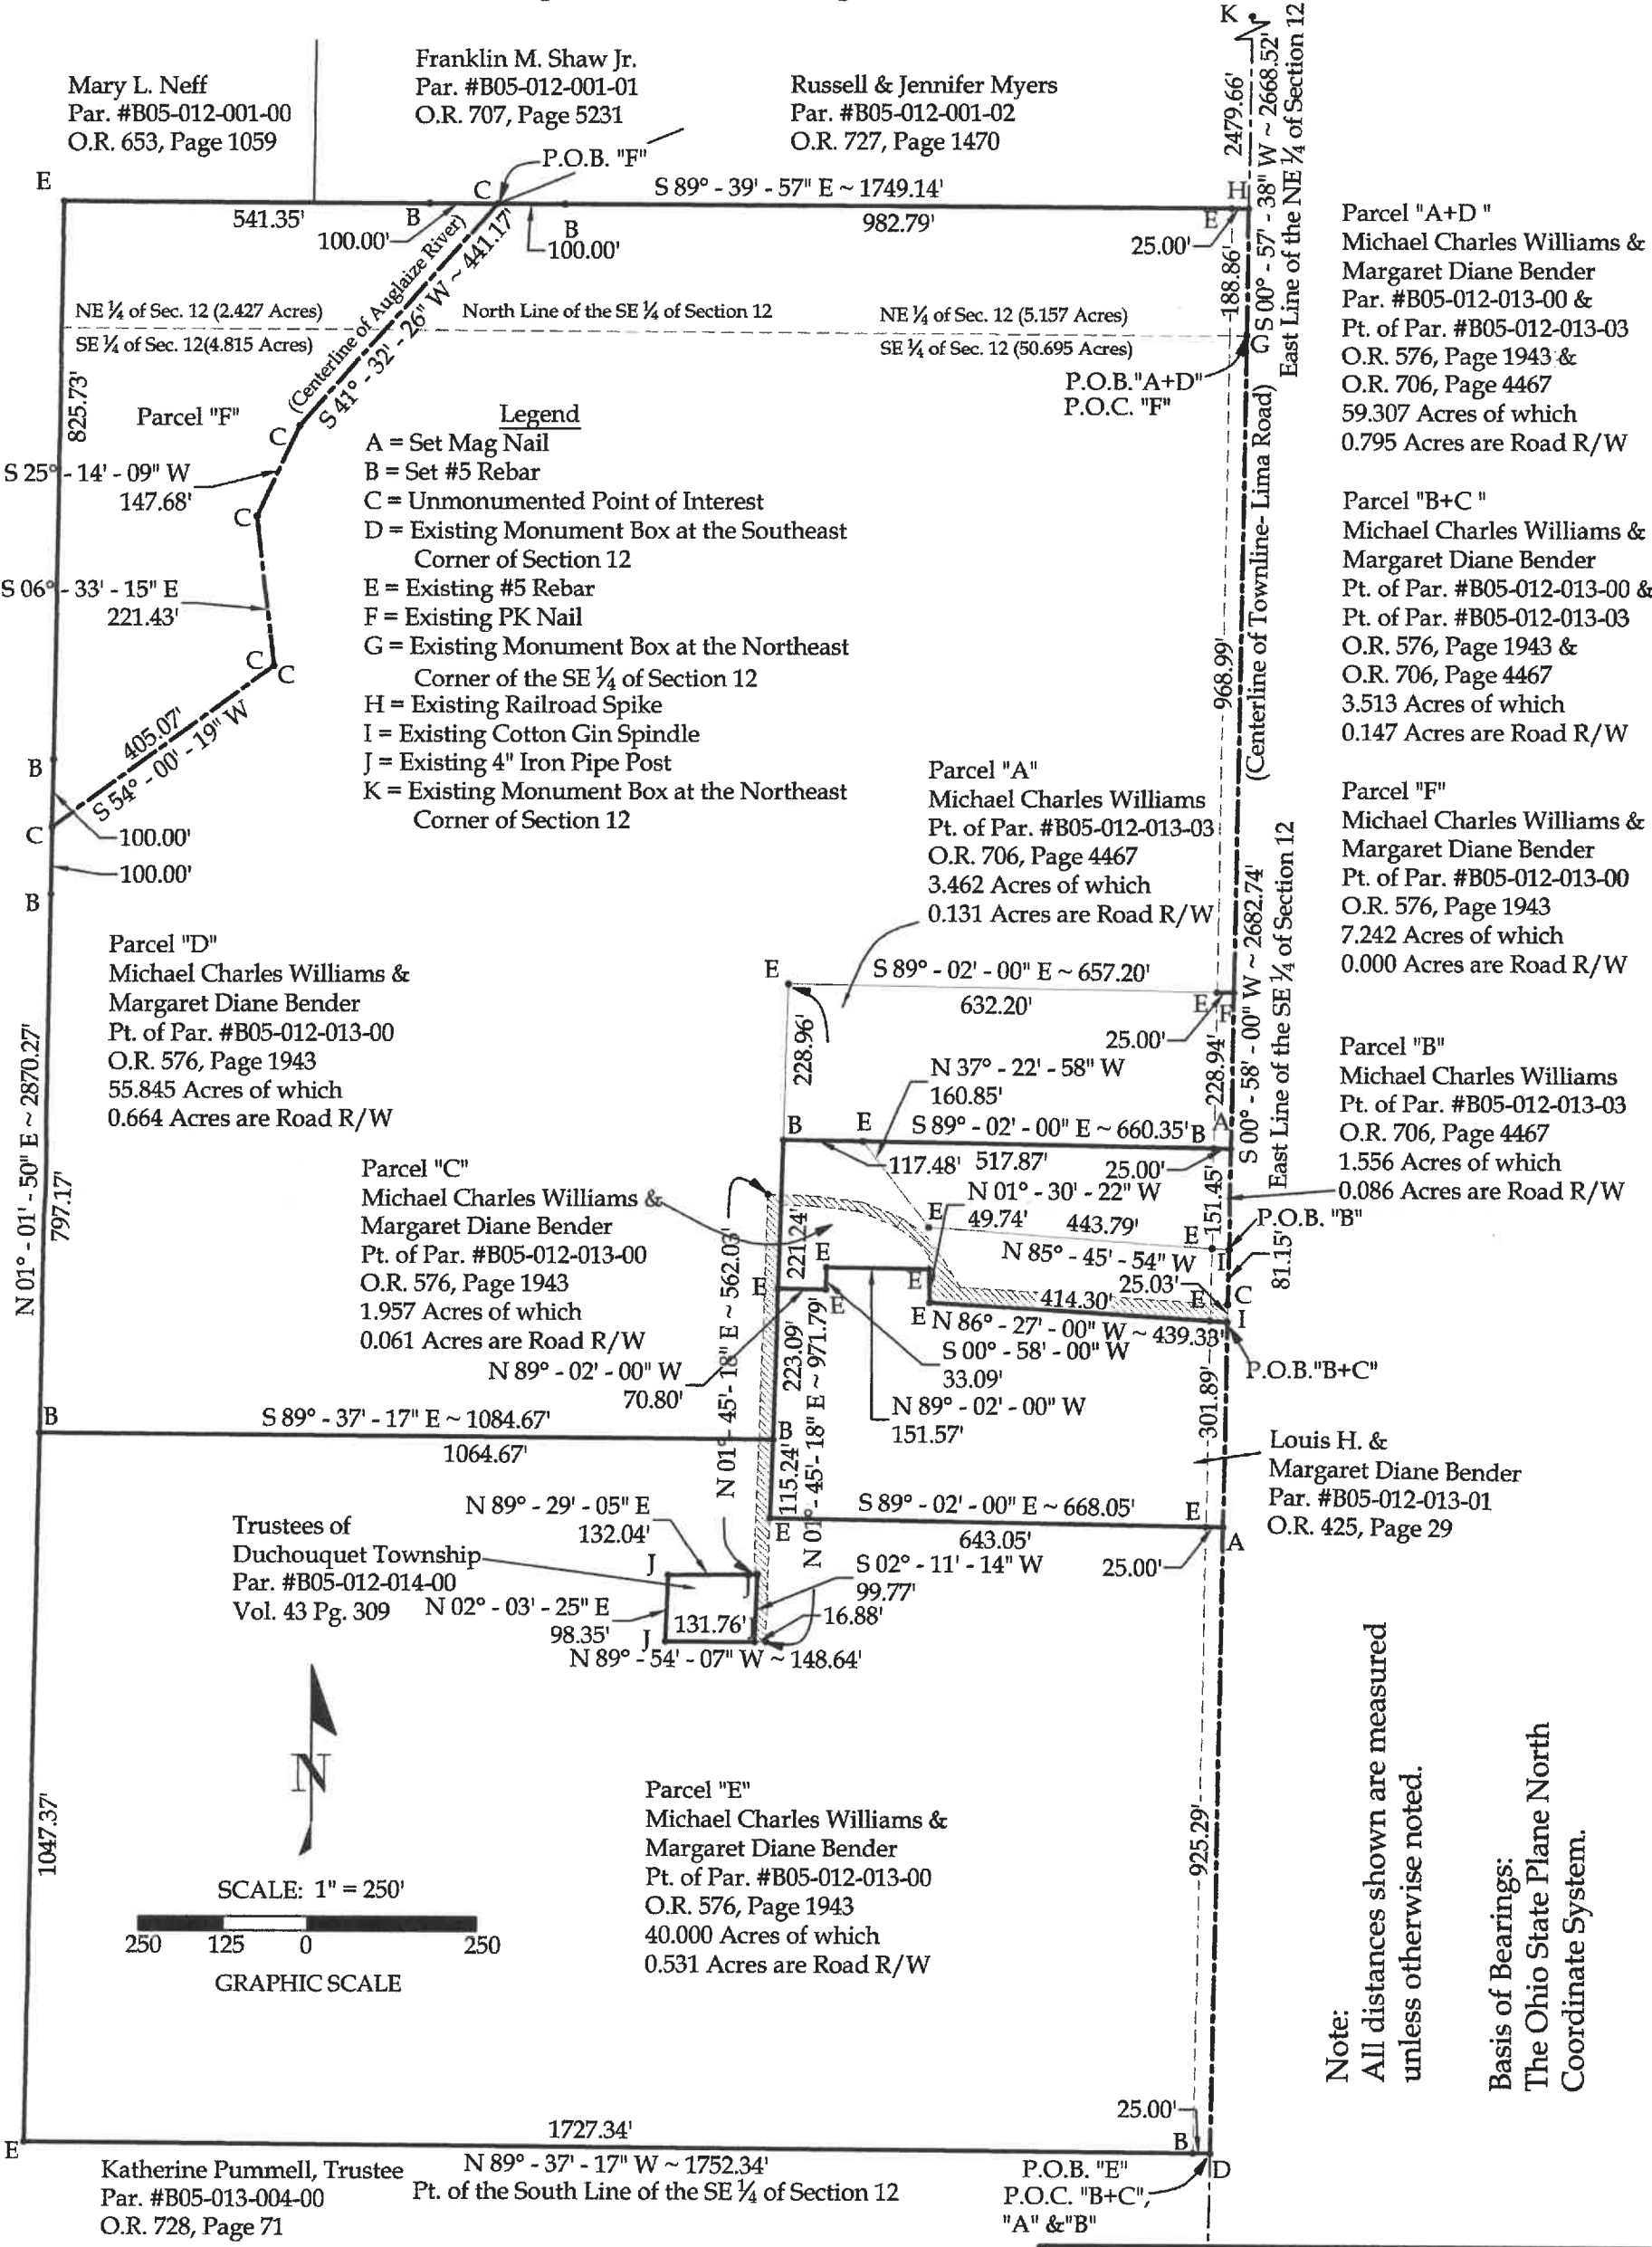 K
2479.66'
S 00° - 57' - 38" W ~ 2668.52'
East Line of the NE ¼ of Section 12
Mary L. Neff
Par. #B05-012-001-00
O.R. 653, Page 1059
Franklin M. Shaw Jr.
Par. #B05-012-001-01
O.R. 707, Page 5231
Russell & Jennifer Myers
Par. #B05-012-001-02
O.R. 727, Page 1470
P.O.B. "F"
E
C
S 89° - 39' - 57" E ~ 1749.14'
H
541.35'
B
100.00'
B
100.00'
982.79'
E
25.00'
188.86'
(Centerline of Auglaize River)
S 41° - 32' - 26" W ~ 441.17'
NE ¼ of Sec. 12 (2.427 Acres)
SE ¼ of Sec. 12(4.815 Acres)
North Line of the SE ¼ of Section 12
NE ¼ of Sec. 12 (5.157 Acres)
SE ¼ of Sec. 12 (50.695 Acres)
G
P.O.B."A+D"
P.O.C. "F"
Parcel "A+D "
Michael Charles Williams &
Margaret Diane Bender
Par. #B05-012-013-00 &
Pt. of Par. #B05-012-013-03
O.R. 576, Page 1943 &
O.R. 706, Page 4467
59.307 Acres of which
0.795 Acres are Road R/W
825.73'
Parcel "F"
C
S 25° - 14' - 09" W
147.68'
C
S 06° - 33' - 15" E
221.43'
C
C
405.07'
S 54° - 00' - 19" W
B
C
100.00'
100.00'
B
Legend
A = Set Mag Nail
B = Set #5 Rebar
C = Unmonumented Point of Interest
D = Existing Monument Box at the Southeast
Corner of Section 12
E = Existing #5 Rebar
F = Existing PK Nail
G = Existing Monument Box at the Northeast
Corner of the SE ¼ of Section 12
H = Existing Railroad Spike
I = Existing Cotton Gin Spindle
J = Existing 4" Iron Pipe Post
K = Existing Monument Box at the Northeast
Corner of Section 12
968.99'
(Centerline of Townline- Lima Road)
S 00° - 58' - 00" W ~ 2682.74'
East Line of the SE ¼ of Section 12
Parcel "B+C "
Michael Charles Williams &
Margaret Diane Bender
Pt. of Par. #B05-012-013-00 &
Pt. of Par. #B05-012-013-03
O.R. 576, Page 1943 &
O.R. 706, Page 4467
3.513 Acres of which
0.147 Acres are Road R/W
Parcel "F"
Michael Charles Williams &
Margaret Diane Bender
Pt. of Par. #B05-012-013-00
O.R. 576, Page 1943
7.242 Acres of which
0.000 Acres are Road R/W
Parcel "A"
Michael Charles Williams
Pt. of Par. #B05-012-013-03
O.R. 706, Page 4467
3.462 Acres of which
0.131 Acres are Road R/W
Parcel "D"
Michael Charles Williams &
Margaret Diane Bender
Pt. of Par. #B05-012-013-00
O.R. 576, Page 1943
55.845 Acres of which
0.664 Acres are Road R/W
E
S 89° - 02' - 00" E ~ 657.20'
632.20'
E
F
25.00'
228.96'
228.94'
N 37° - 22' - 58" W
160.85'
B
E
S 89° - 02' - 00" E ~ 660.35'
B
A
117.48'
517.87'
25.00'
151.45'
Parcel "B"
Michael Charles Williams
Pt. of Par. #B05-012-013-03
O.R. 706, Page 4467
1.556 Acres of which
0.086 Acres are Road R/W
P.O.B. "B"
Parcel "C"
Michael Charles Williams &
Margaret Diane Bender
Pt. of Par. #B05-012-013-00
O.R. 576, Page 1943
1.957 Acres of which
0.061 Acres are Road R/W
N 01° - 30' - 22" W
49.74'
E
443.79'
N 85° - 45' - 54" W
E
I
81.15'
221.24'
E
E
E
E
25.03'
414.30'
E
C
I
E
N 86° - 27' - 00" W ~ 439.33'
S 00° - 58' - 00" W
33.09'
P.O.B."B+C"
N 89° - 02' - 00" W
70.80'
N 89° - 02' - 00" W
151.57'
223.09'
N 01° - 45' - 18" E ~ 562.03'
N 01° - 45' - 18" E ~ 971.79'
301.89'
N 01° - 01' - 50" E ~ 2870.27'
797.17'
B
S 89° - 37' - 17" E ~ 1084.67'
1064.67'
B
115.24'
Louis H. &
Margaret Diane Bender
Par. #B05-012-013-01
O.R. 425, Page 29
S 89° - 02' - 00" E ~ 668.05'
E
643.05'
E
25.00'
A
N 89° - 29' - 05" E
132.04'
Trustees of
Duchouquet Township
Par. #B05-012-014-00
Vol. 43 Pg. 309
J
J
N 02° - 03' - 25" E
98.35'
131.76'
J
S 02° - 11' - 14" W
99.77'
16.88'
N 89° - 54' - 07" W ~ 148.64'
N
SCALE: 1" = 250'
250 125 0 250
GRAPHIC SCALE
1047.37'
Parcel "E"
Michael Charles Williams &
Margaret Diane Bender
Pt. of Par. #B05-012-013-00
O.R. 576, Page 1943
40.000 Acres of which
0.531 Acres are Road R/W
925.29'
Note:
All distances shown are measured
unless otherwise noted.
Basis of Bearings:
The Ohio State Plane North
Coordinate System.
25.00'
E
1727.34'
B
D
N 89° - 37' - 17" W ~ 1752.34'
Pt. of the South Line of the SE ¼ of Section 12
Katherine Pummell, Trustee
Par. #B05-013-004-00
O.R. 728, Page 71
P.O.B. "E"
P.O.C. "B+C",
"A" &"B"